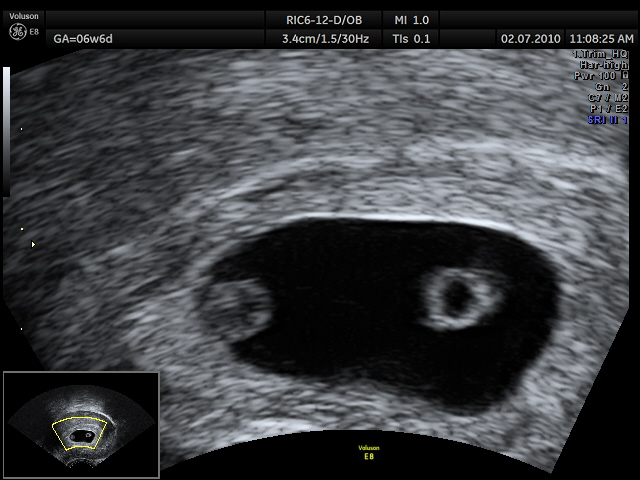 Voluson
E8
RIC6-12-D/OB
MI 1.0
GA=06w6d
3.4cm/1.5/30Hz
TIs 0.1
02.07.2010
11:08:25 AM
1.Trim_HQ
Har-high
Pwr 100
Gn 2
C7 / M2
P1 / E2
SRI II 1
Voluson
E8